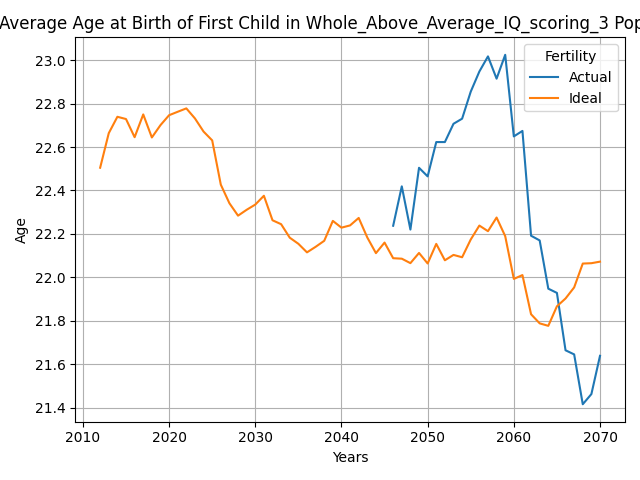 Average Age at Birth of First Child in Whole_Above_Average_IQ_scoring_3 Pop
Fertility
Actual
Ideal
23.0
22.8
22.6
22.4
22.2
22.0
21.8
21.6
21.4
Age
2010 2020 2030 2040 2050 2060 2070
Years